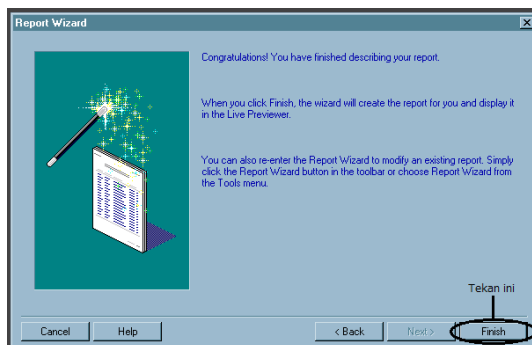 Report Wizard
Congratulations! You have finished describing your report.
When you click Finish, the wizard will create the report for you and display it
in the Live Previewer.
You can also re-enter the Report Wizard to modify an existing report. Simply
click the Report Wizard button in the toolbar or choose Report Wizard from
the Tools menu.
Tekan ini
Cancel Help < Back Next > Finish